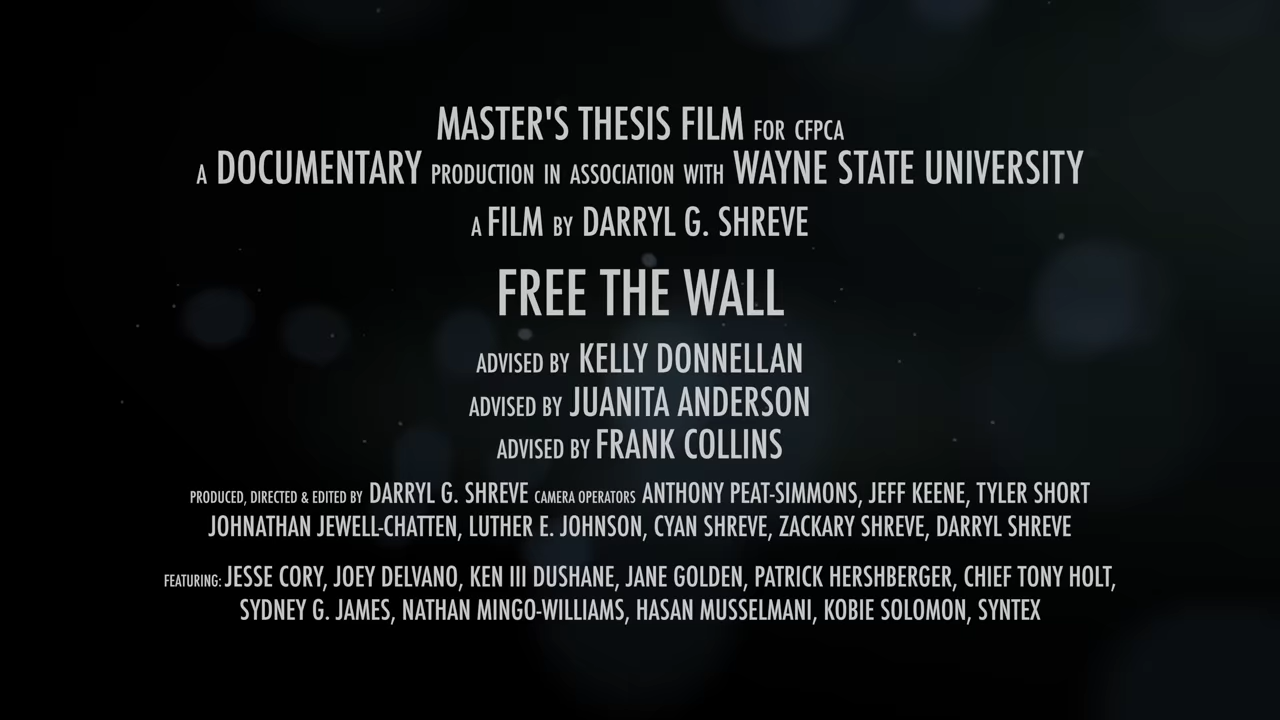 MASTER'S THESIS FILM FOR CFPCA
A DOCUMENTARY PRODUCTION IN ASSOCIATION WITH WAYNE STATE UNIVERSITY
A FILM BY DARRYL G. SHREVE
FREE THE WALL
ADVISED BY KELLY DONNELLAN
ADVISED BY JUANITA ANDERSON
ADVISED BY FRANK COLLINS
PRODUCED, DIRECTED & EDITED BY DARRYL G. SHREVE CAMERA OPERATORS ANTHONY PEAT-SIMMONS, JEFF KEENE, TYLER SHORT
JOHNATHAN JEWELL-CHATTEN, LUTHER E. JOHNSON, CYAN SHREVE, ZACKARY SHREVE, DARRYL SHREVE
FEATURING: JESSE CORY, JOEY DELVANO, KEN III DUSHANE, JANE GOLDEN, PATRICK HERSHBERGER, CHIEF TONY HOLT,
SYDNEY G. JAMES, NATHAN MINGO-WILLIAMS, HASAN MUSSELMANI, KOBIE SOLOMON, SYNTEX